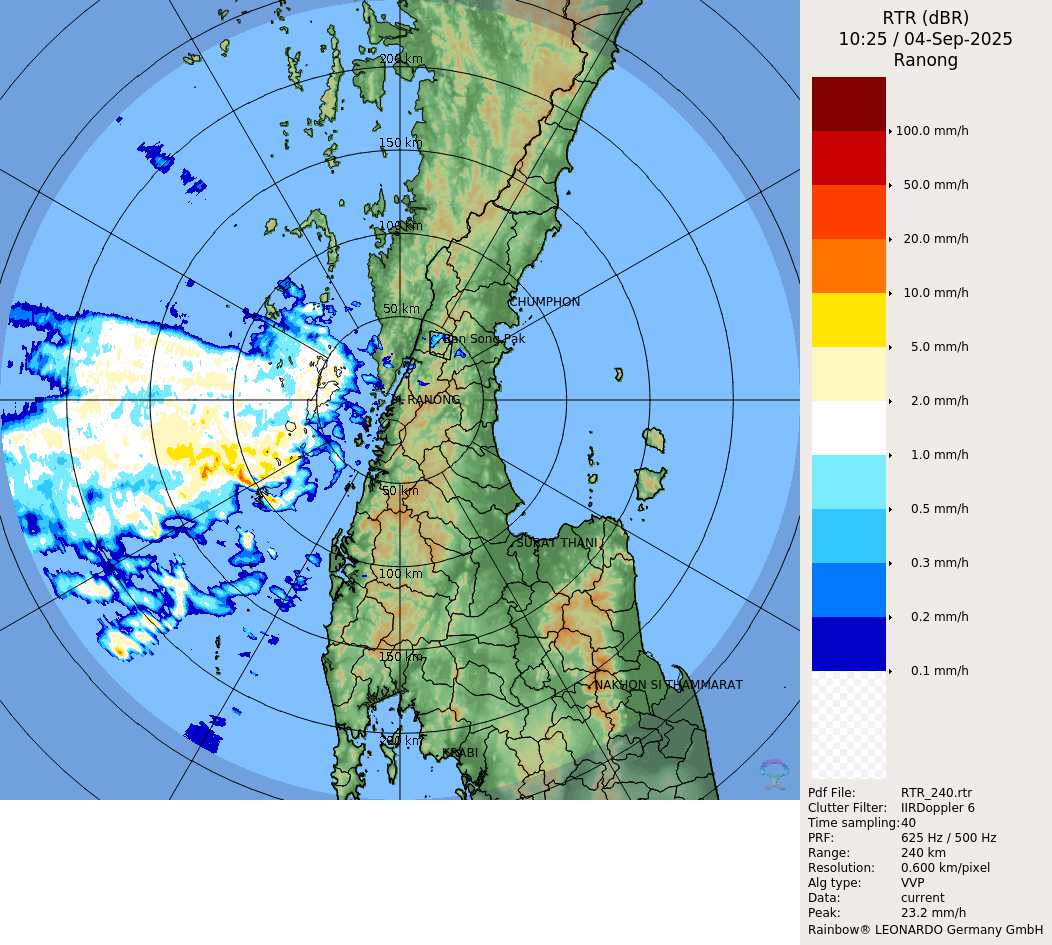 RTR (dBR)
10:25 / 04-Sep-2025
Ranong
100.0 mm/h
50.0 mm/h
20.0 mm/h
10.0 mm/h
5.0 mm/h
2.0 mm/h
1.0 mm/h
0.5 mm/h
0.3 mm/h
0.2 mm/h
0.1 mm/h
200 km
150 km
100 km
50 km
CHUMPHON
Ban Song Pak
RANONG
50 km
SURAT THANI
100 km
150 km
NAKHON SI THAMMARAT
200 km
KRABI
Pdf File: RTR_240.rtr
Clutter Filter: IIRDoppler 6
Time sampling:40
PRF: 625 Hz / 500 Hz
Range: 240 km
Resolution: 0.600 km/pixel
Alg type: VVP
Data: current
Peak: 23.2 mm/h
Rainbow® LEONARDO Germany GmbH